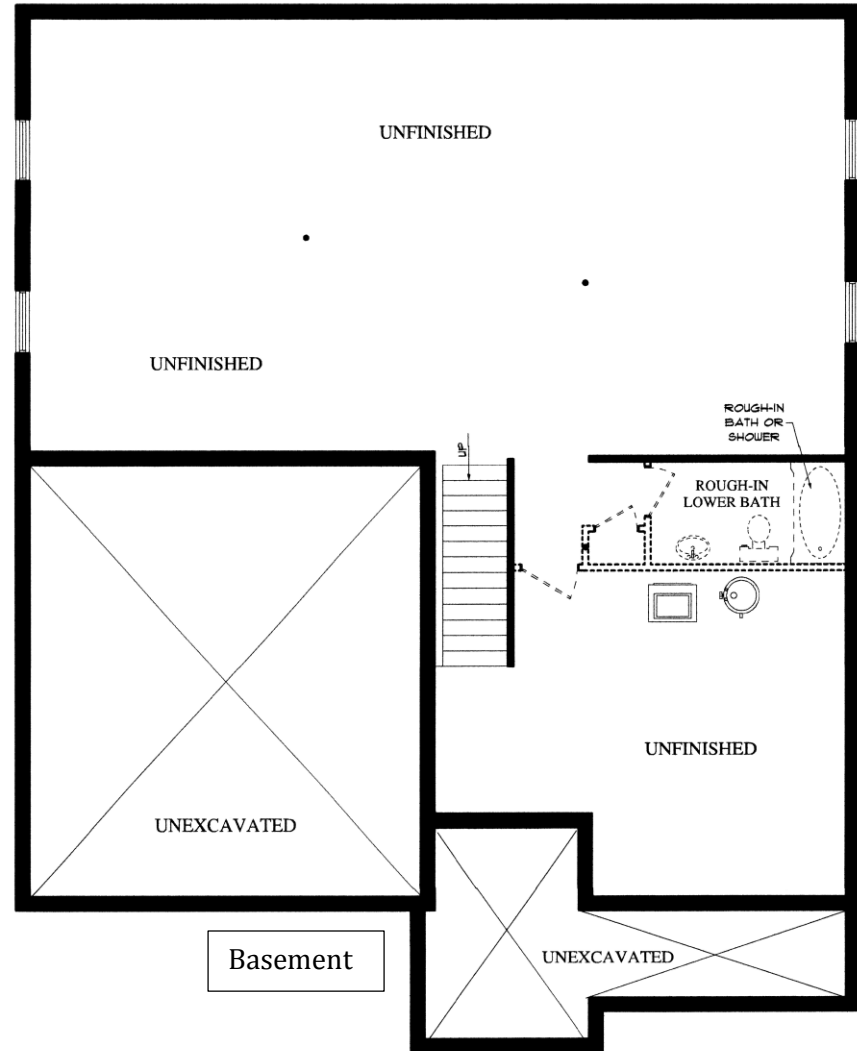 UNFINISHED
UNFINISHED
ROUGH-IN
BATH OR
SHOWER
UP
ROUGH-IN
LOWER BATH
UNFINISHED
UNEXCAVATED
Basement
UNEXCAVATED